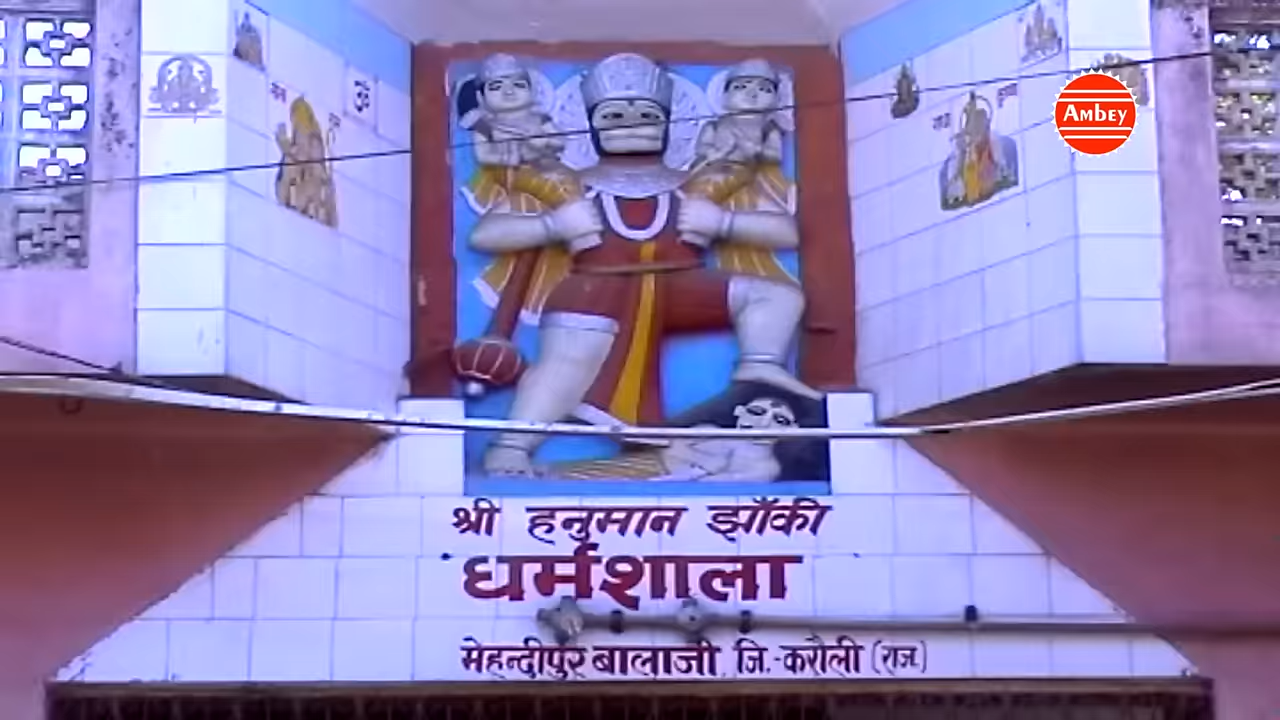 AMBEY
ॐ
श्री हनुमान झाँकी
धर्मशाला
मेहन्दीपुर बालाजी, जि.-करौली (राज.)